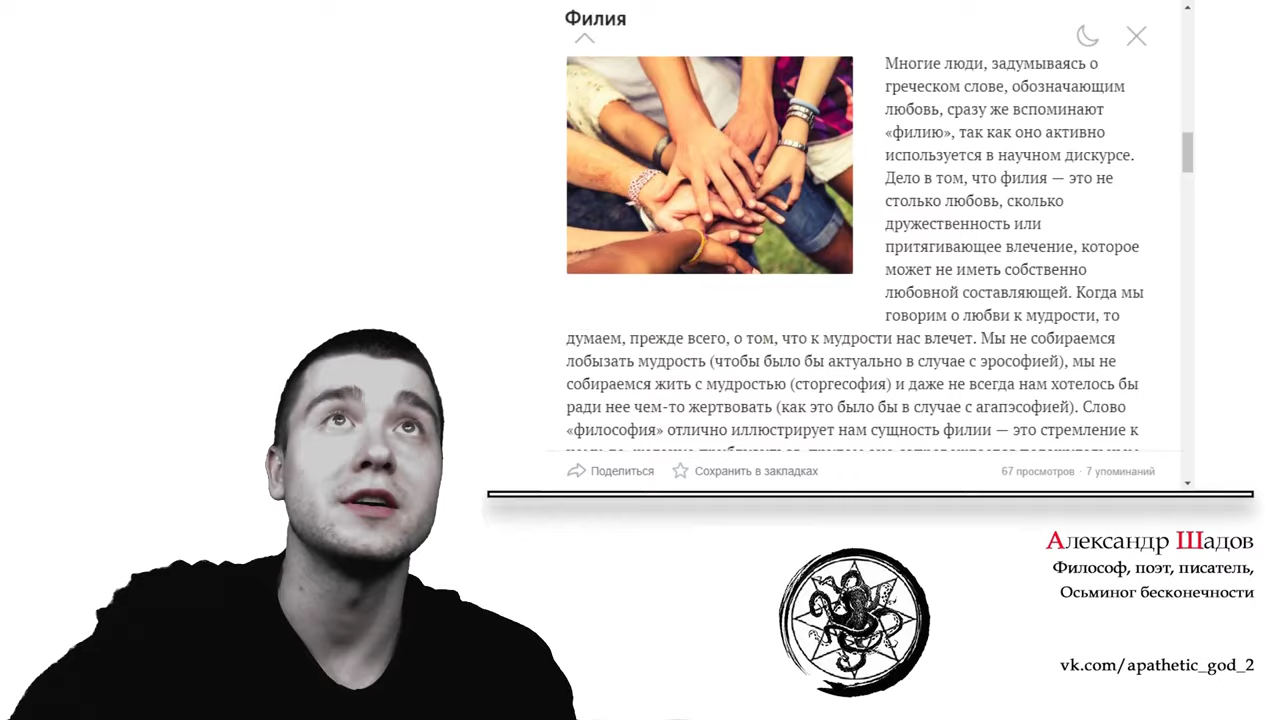 Филия
Многие люди, задумываясь о
греческом слове, обозначающим
любовь, сразу же вспоминают
«филию», так как оно активно
используется в научном дискурсе.
Дело в том, что филия — это не
столько любовь, сколько
дружественность или
притягивающее влечение, которое
может не иметь собственно
любовной составляющей. Когда мы
говорим о любви к мудрости, то
думаем, прежде всего, о том, что к мудрости нас влечет. Мы не собираемся
лобызать мудрость (чтобы было бы актуально в случае с эрософией), мы не
собираемся жить с мудростью (сторгесофия) и даже не всегда нам хотелось бы
ради нее чем-то жертвовать (как это было бы в случае с агапэсофией). Слово
«философия» отлично иллюстрирует нам сущность филии — это стремление к
Поделиться Сохранить в закладках 67 просмотров · 7 упоминаний
Александр Шадов
Философ, поэт, писатель,
Осьминог бесконечности
vk.com/apathetic_god_2